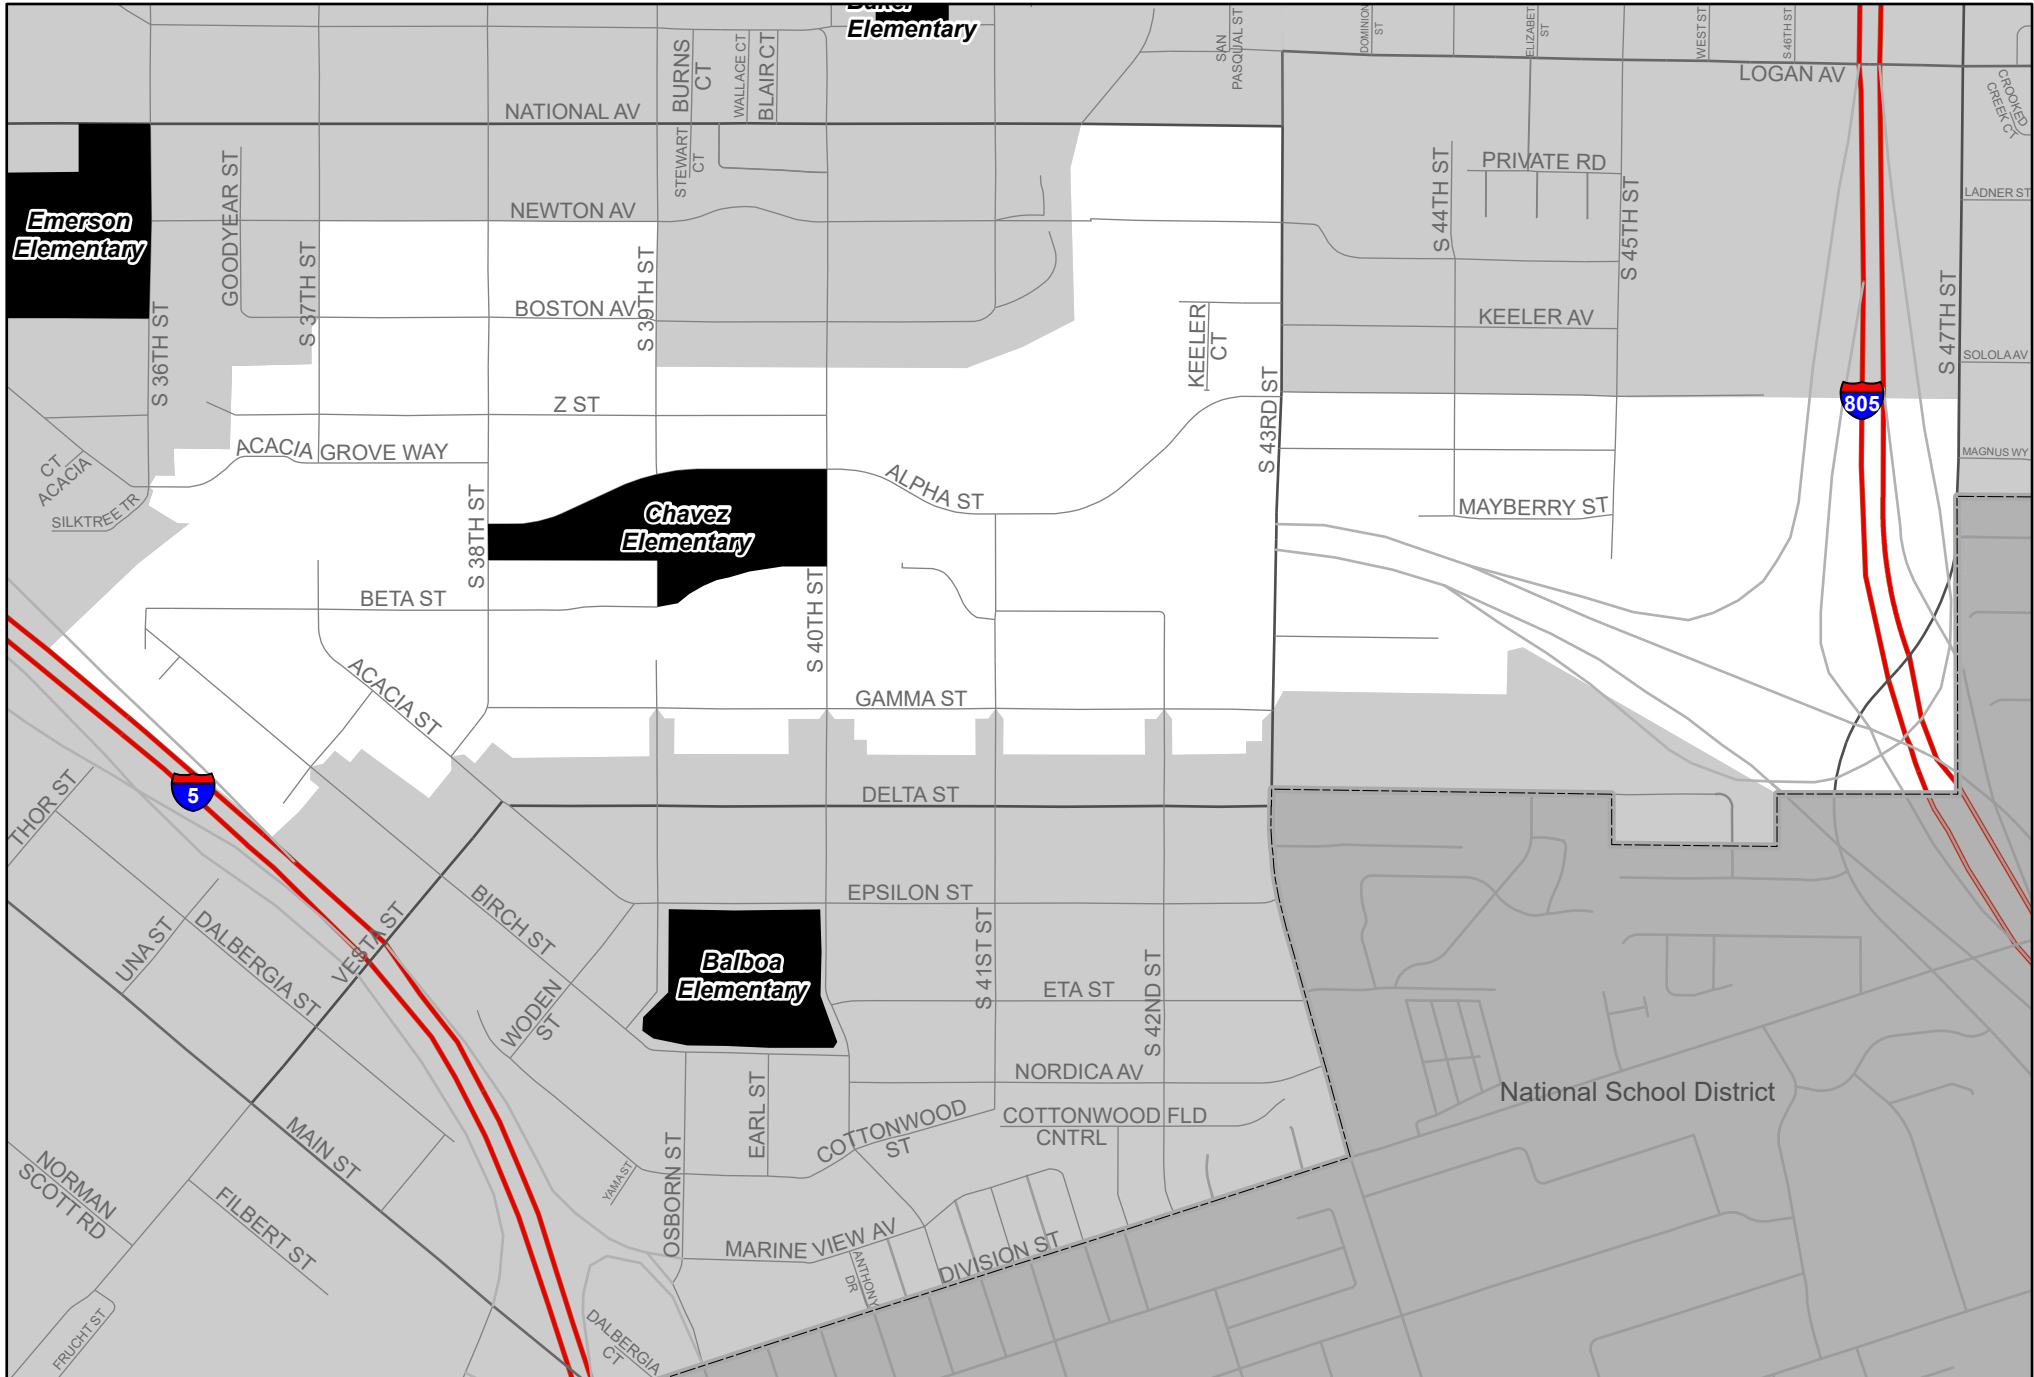 Baker
Elementary
SAN
PASQUAL ST
DOMINION
ST
ELIZABET
ST
WEST ST
S 46TH ST
LOGAN AV
CROOKED
CREEK CT
BURNS
CT
WALLACE CT
BLAIR CT
NATIONAL AV
STEWART
CT
GOODYEAR ST
S 44TH ST
PRIVATE RD
S 45TH ST
LADNER ST
Emerson
Elementary
NEWTON AV
S 37TH ST
S 39TH ST
BOSTON AV
S 36TH ST
KEELER
CT
KEELER AV
S 47TH ST
SOLOLA AV
805
Z ST
S 43RD ST
ACACIA GROVE WAY
CT
ACACIA
SILKTREE TR
MAGNUS WY
ALPHA ST
MAYBERRY ST
Chavez
Elementary
S 38TH ST
BETA ST
S 40TH ST
ACACIA ST
GAMMA ST
5
THOR ST
DELTA ST
EPSILON ST
BIRCH ST
VESTA ST
UNA ST
DALBERGIA ST
Balboa
Elementary
S 41ST ST
S 42ND ST
ETA ST
WODEN
ST
NORDICA AV
National School District
EARL ST
COTTONWOOD
ST
COTTONWOOD FLD
CNTRL
MAIN ST
NORMAN
SCOTT RD
FILBERT ST
YAMA ST
OSBORN ST
MARINE VIEW AV
ANTHONY
DR
DIVISION ST
FRUCHT ST
DALBERGIA
CT